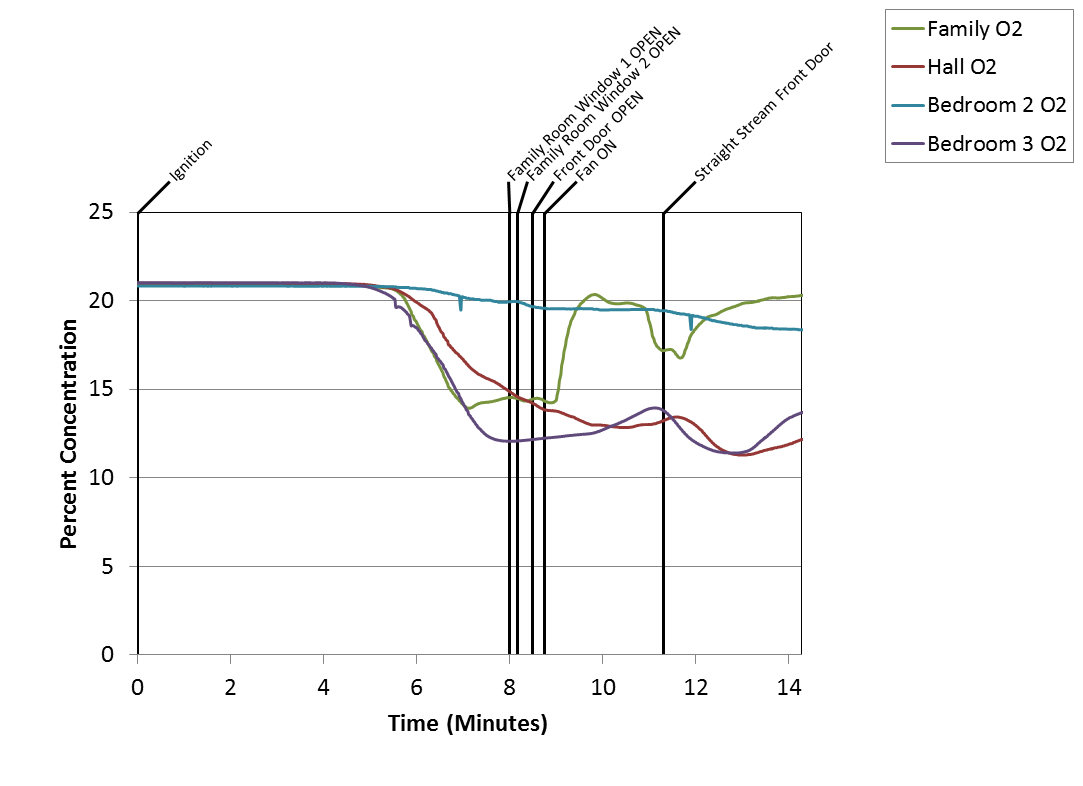 Family O2
Hall O2
Bedroom 2 O2
Bedroom 3 O2
Ignition
Family Room Window 1 OPEN
Family Room Window 2 OPEN
Front Door OPEN
Fan ON
Straight Stream Front Door
25
20
15
10
5
0
Percent Concentration
0 2 4 6 8 10 12 14
Time (Minutes)